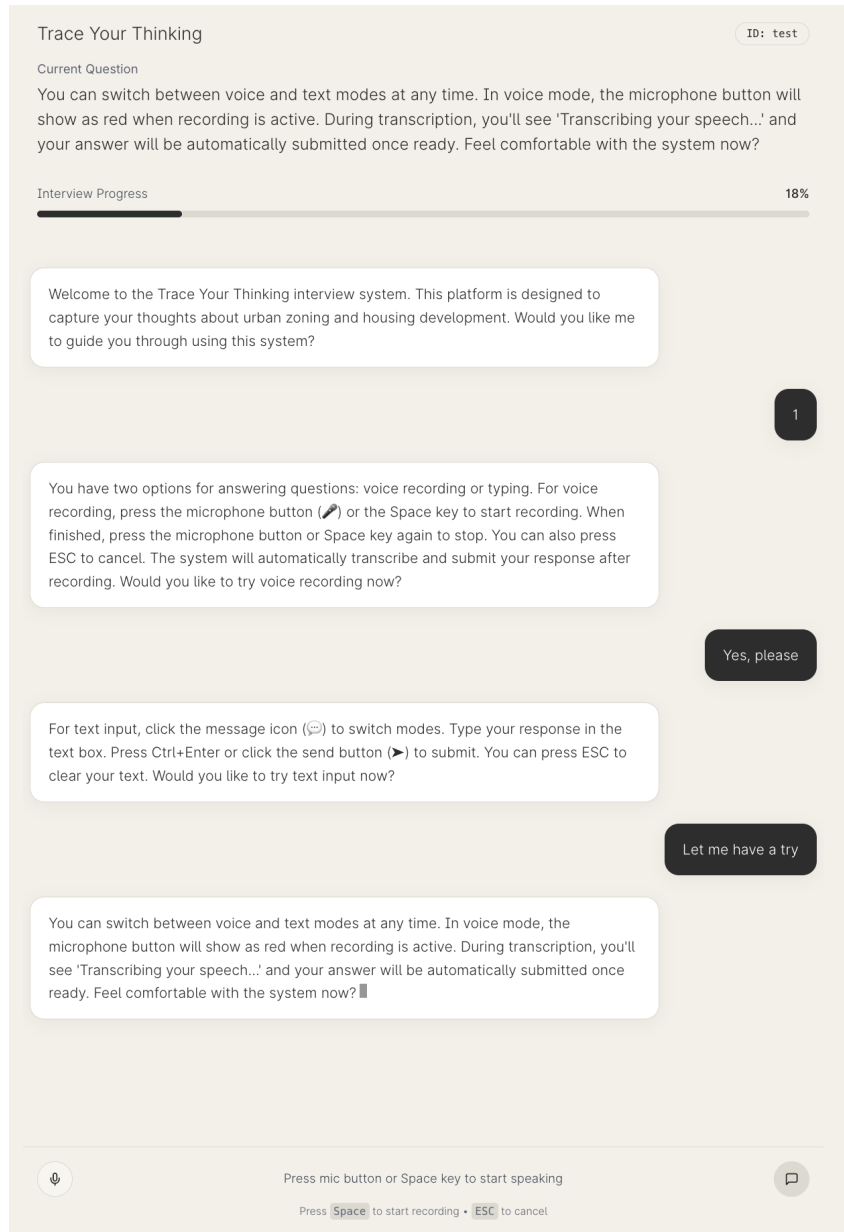 Trace Your Thinking
ID: test
Current Question
You can switch between voice and text modes at any time. In voice mode, the microphone button will
show as red when recording is active. During transcription, you'll see 'Transcribing your speech...' and
your answer will be automatically submitted once ready. Feel comfortable with the system now?
Interview Progress
18%
Welcome to the Trace Your Thinking interview system. This platform is designed to
capture your thoughts about urban zoning and housing development. Would you like me
to guide you through using this system?
1
You have two options for answering questions: voice recording or typing. For voice
recording, press the microphone button (🎤) or the Space key to start recording. When
finished, press the microphone button or Space key again to stop. You can also press
ESC to cancel. The system will automatically transcribe and submit your response after
recording. Would you like to try voice recording now?
Yes, please
For text input, click the message icon (💬) to switch modes. Type your response in the
text box. Press Ctrl+Enter or click the send button (➤) to submit. You can press ESC to
clear your text. Would you like to try text input now?
Let me have a try
You can switch between voice and text modes at any time. In voice mode, the
microphone button will show as red when recording is active. During transcription, you'll
see 'Transcribing your speech...' and your answer will be automatically submitted once
ready. Feel comfortable with the system now?
Press mic button or Space key to start speaking
Press Space to start recording • ESC to cancel